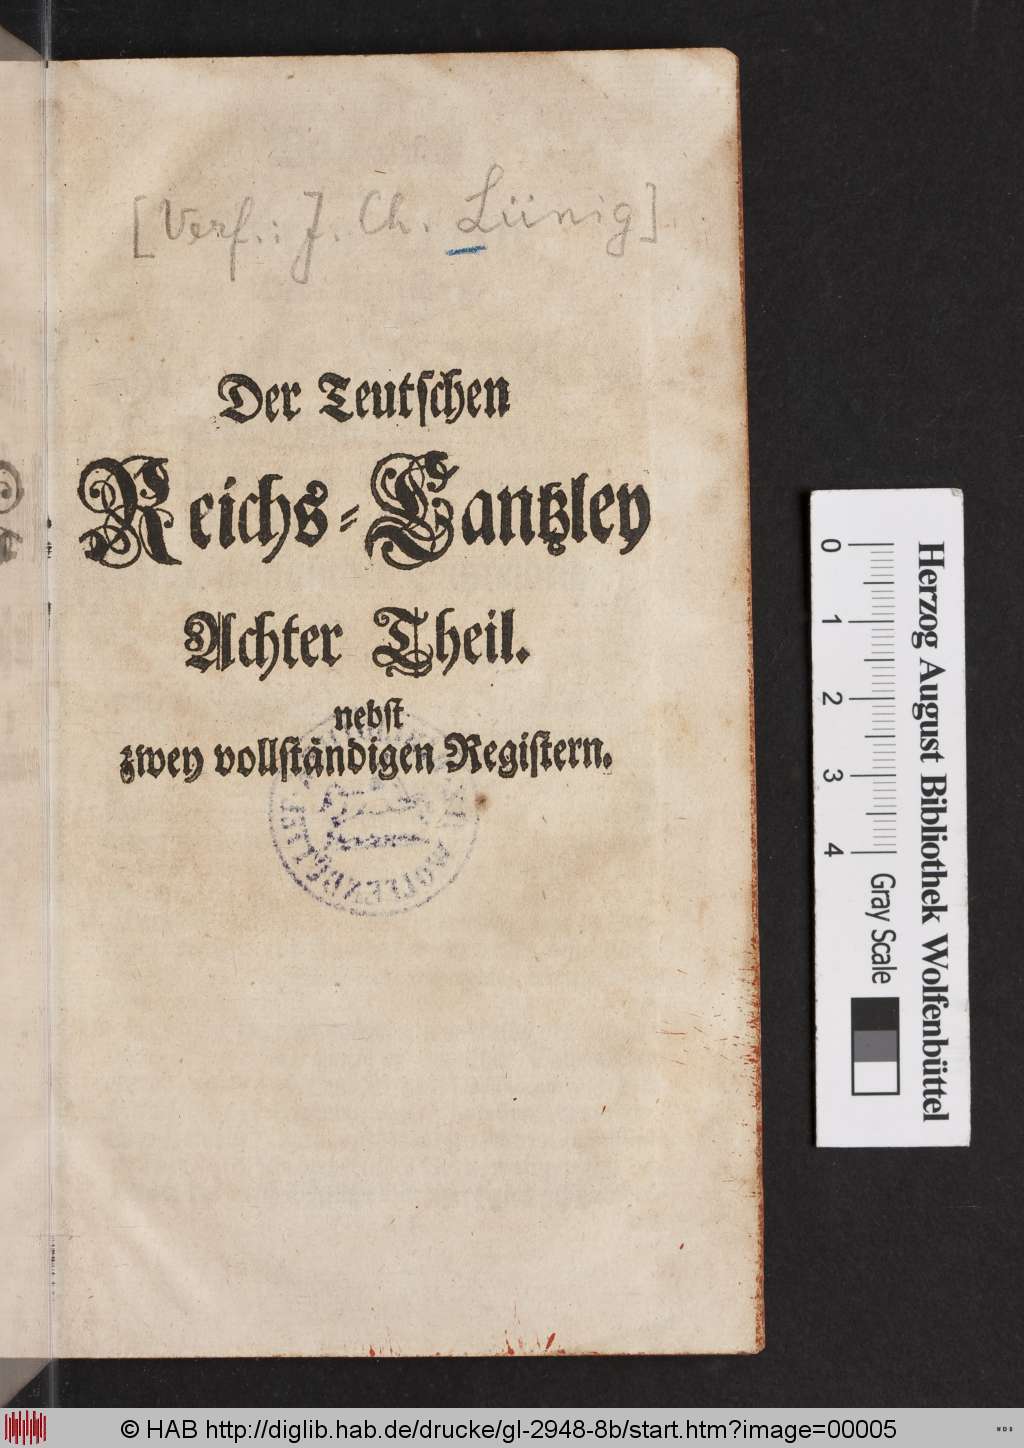 [Verf.: J. Ch. Lünig]
Der Teutschen
Reichs-Cantzley
Achter Theil.
nebst
zwey vollständigen Registern.
0 1 2 3 4 Gray Scale
Herzog August Bibliothek Wolfenbüttel
© HAB http://diglib.hab.de/drucke/gl-2948-8b/start.htm?image=00005